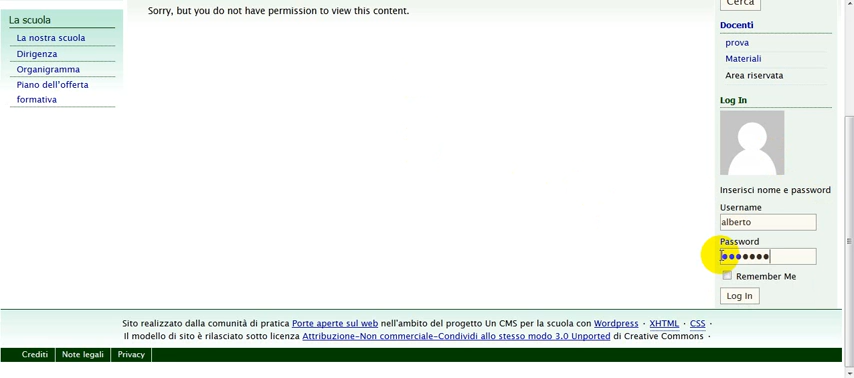 La scuola
La nostra scuola
Dirigenza
Organigramma
Piano dell'offerta
formativa
Sorry, but you do not have permission to view this content.
Cerca
Docenti
prova
Materiali
Area riservata
Log In
Inserisci nome e password
Username
alberto
Password
Remember Me
Log In
Sito realizzato dalla comunità di pratica Porte aperte sul web nell'ambito del progetto Un CMS per la scuola con Wordpress · XHTML · CSS ·
Il modello di sito è rilasciato sotto licenza Attribuzione-Non commerciale-Condividi allo stesso modo 3.0 Unported di Creative Commons ·
Crediti Note legali Privacy